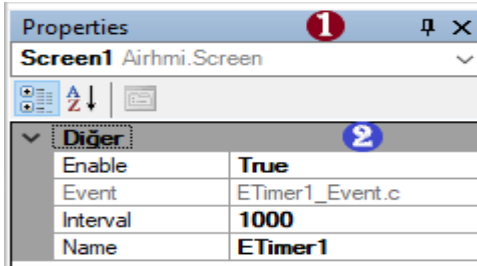 Properties 1
Screen1 Airhmi.Screen
A Z
Diğer 2
Enable True
Event ETimer1_Event.c
Interval 1000
Name ETimer1